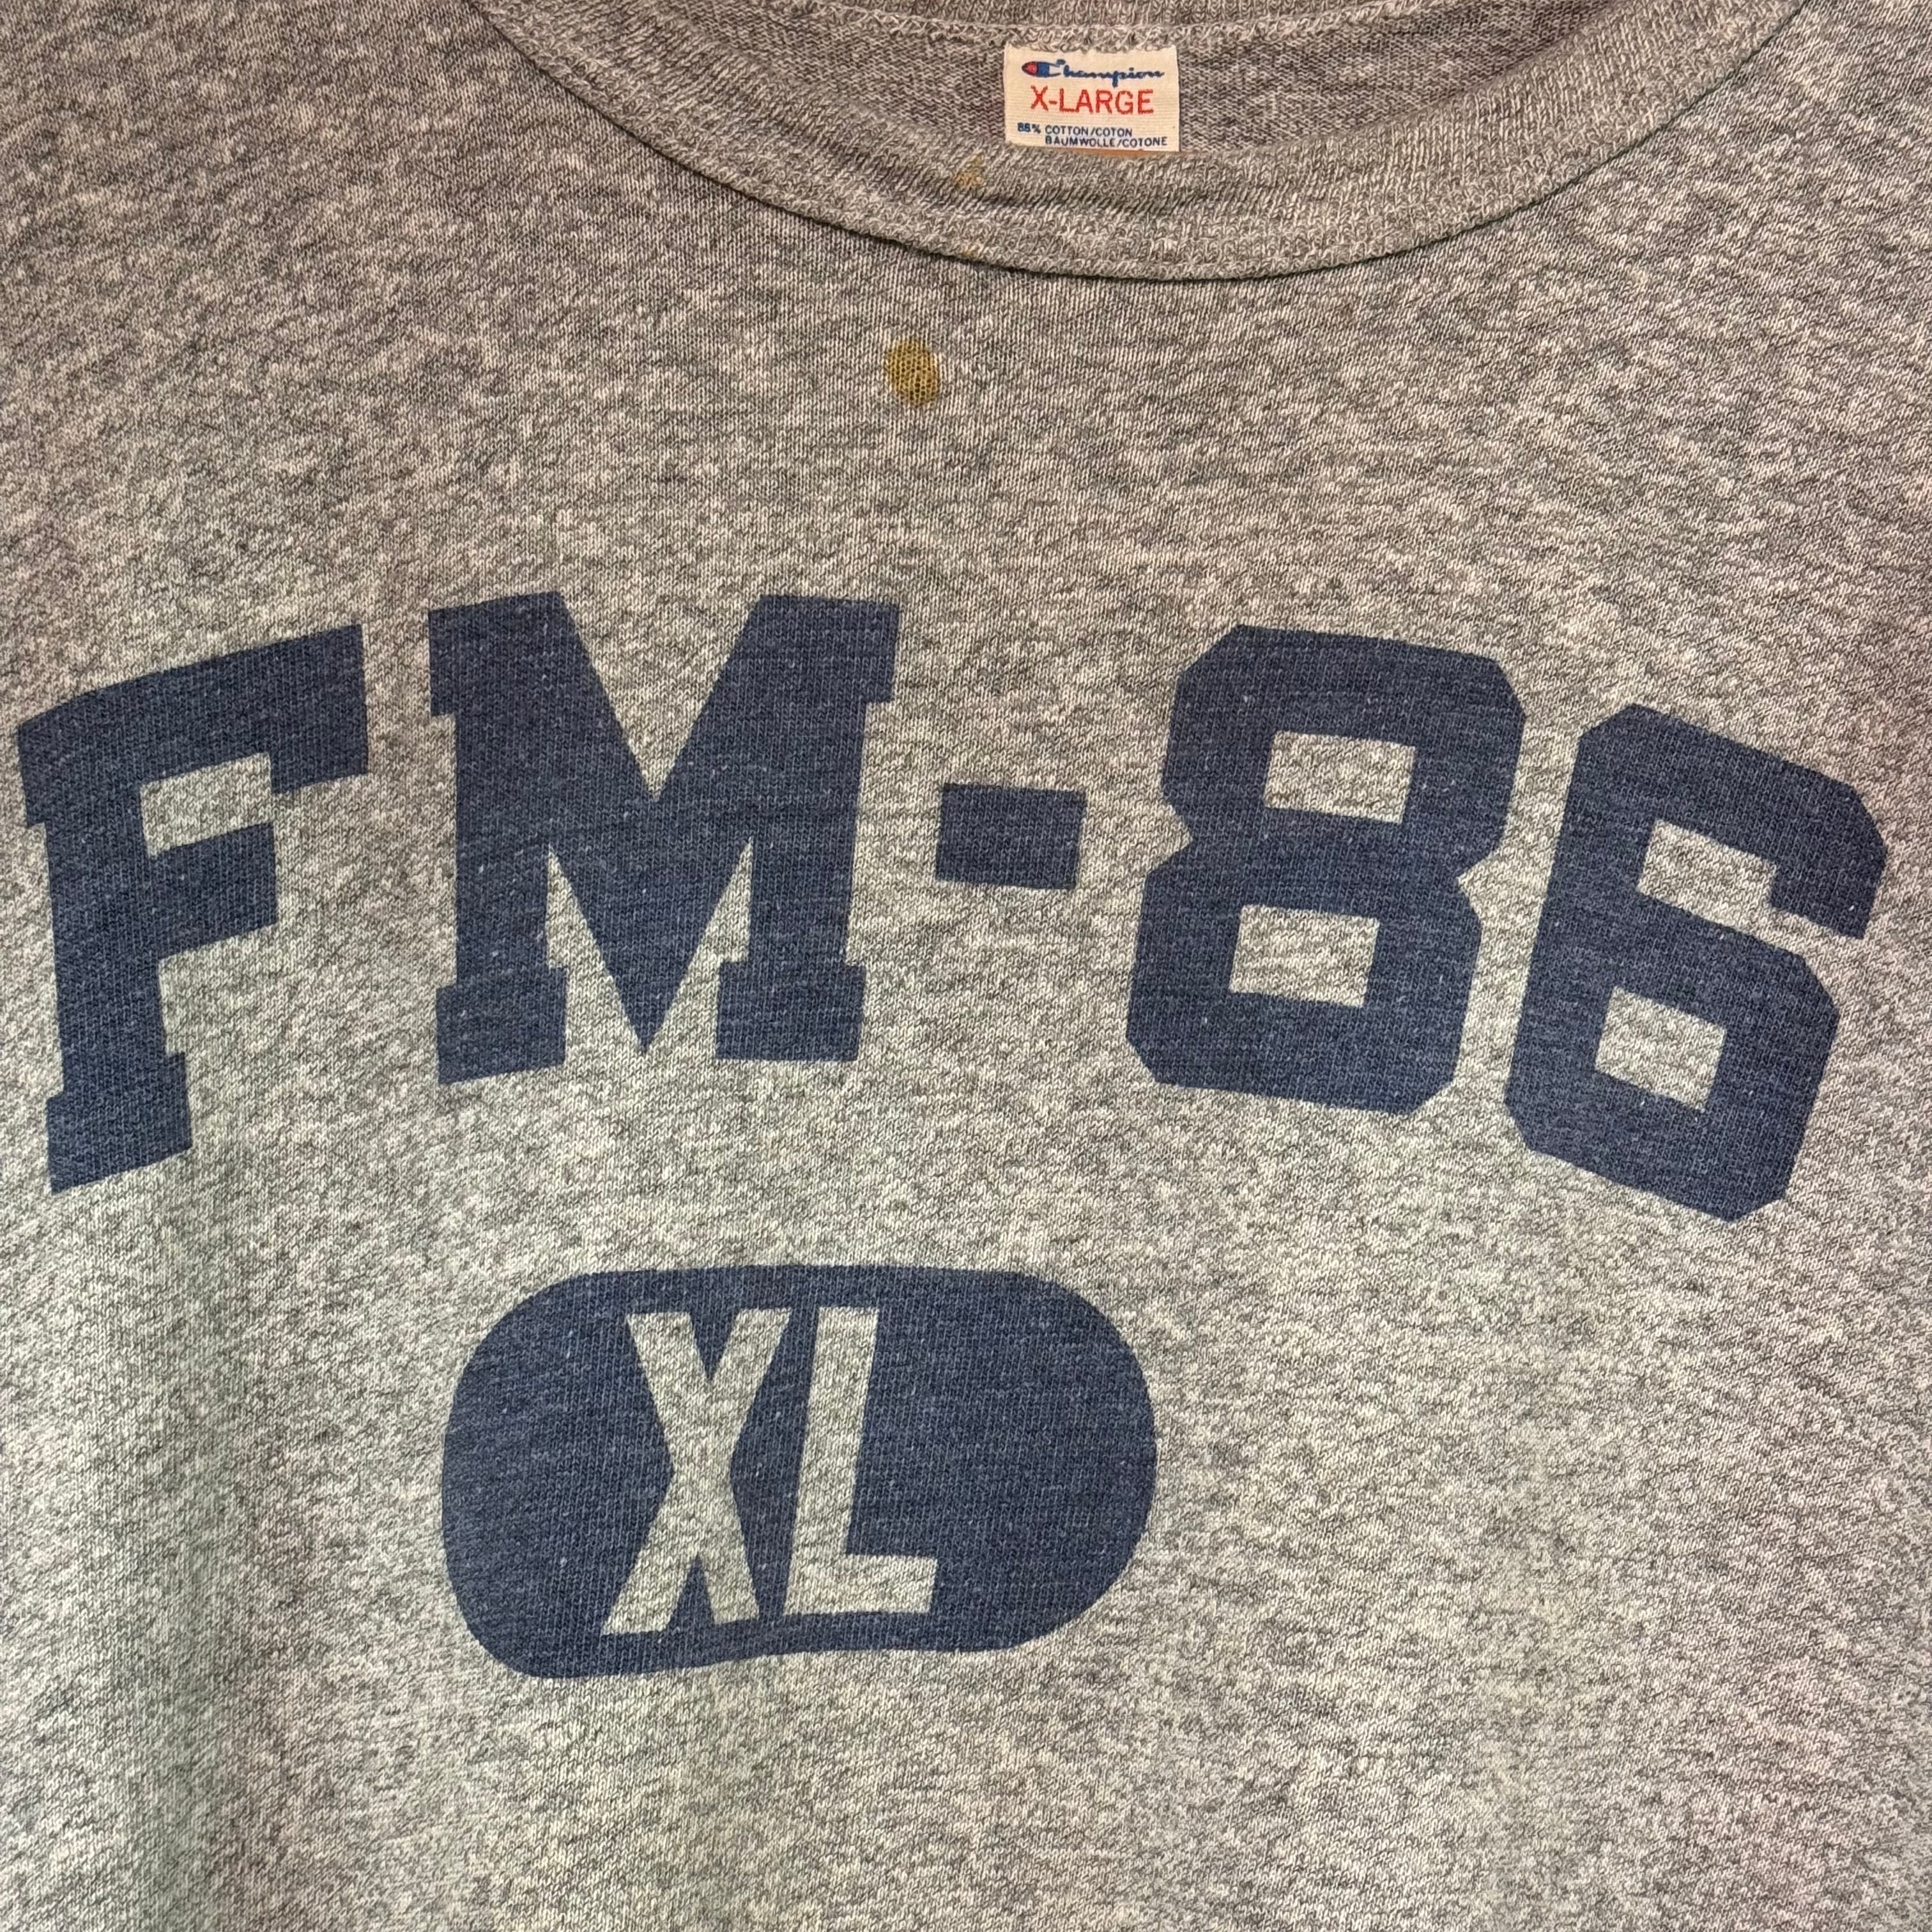 Champion
X-LARGE
88% COTTON/COTON
BAUMWOLLE/COTONE
FM-86
XL